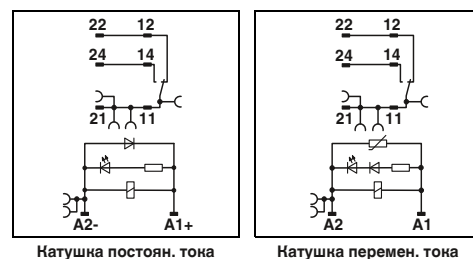 22 12
24 14
21 11
A2- A1+
Катушка постоян. тока
22 12
24 14
21 11
A2 A1
Катушка перемен. тока